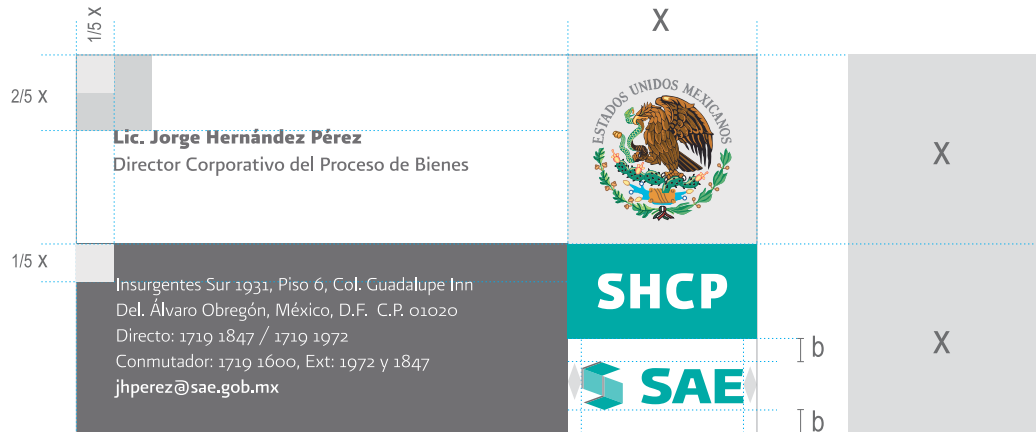 1/5 X
X
2/5 X
ESTADOS UNIDOS MEXICANOS
Lic. Jorge Hernández Pérez
Director Corporativo del Proceso de Bienes
X
1/5 X
Insurgentes Sur 1931, Piso 6, Col. Guadalupe Inn
Del. Álvaro Obregón, México, D.F. C.P. 01020
Directo: 1719 1847 / 1719 1972
Conmutador: 1719 1600, Ext: 1972 y 1847
jhperez@sae.gob.mx
SHCP
X
b
SAE
b